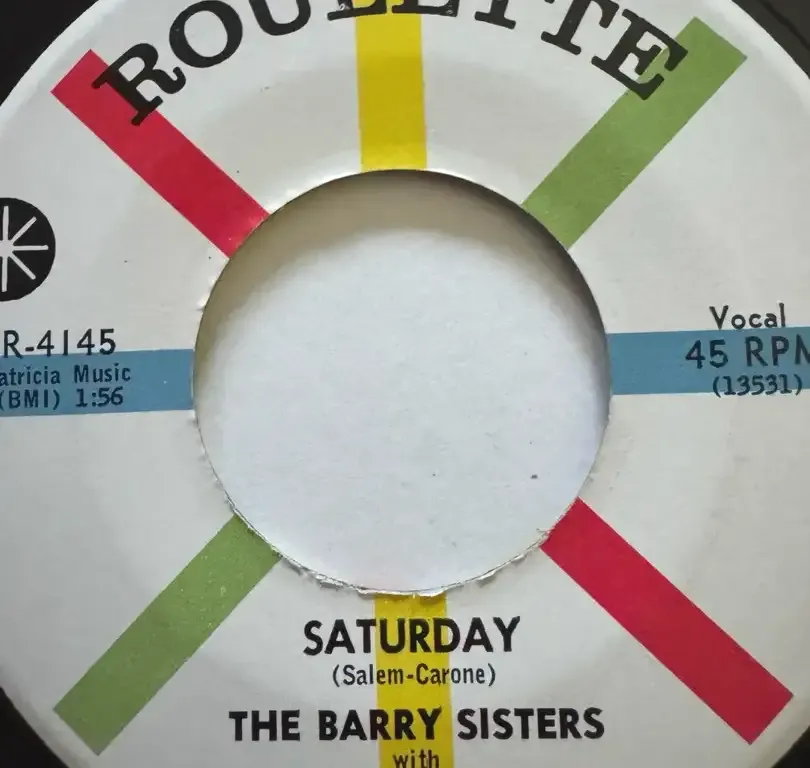 ROULETTE
R-4145
atricia Music
(BMI) 1:56
Vocal
45 RPM
(13531)
SATURDAY
(Salem-Carone)
THE BARRY SISTERS
with